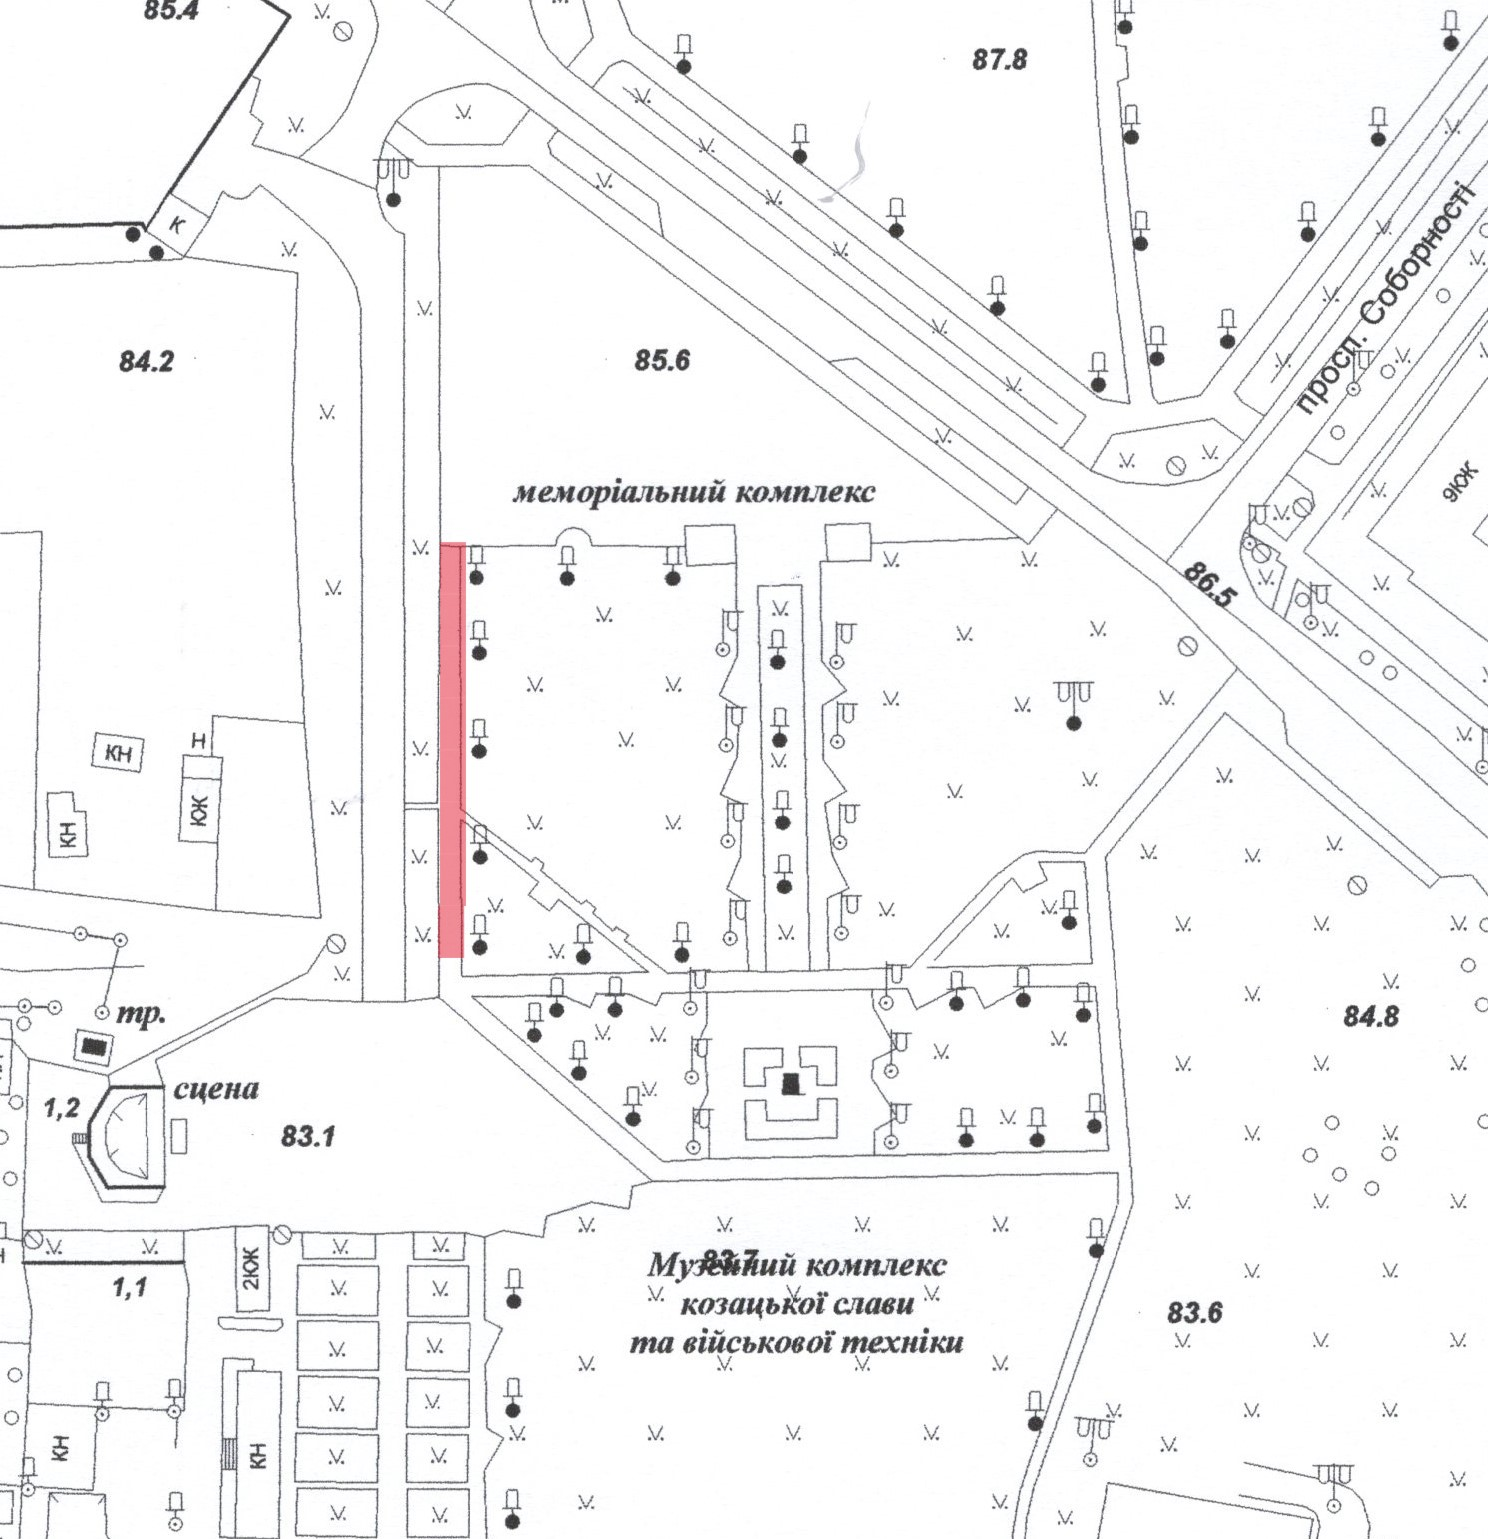 85.4
87.8
К
просп. Соборності
84.2
85.6
9КЖ
меморіальний комплекс
86.5
КН
Н
КЖ
КН
тр.
84.8
сцена
1,2
83.1
83.7
Музейний комплекс
козацької слави
та військової техніки
2КЖ
1,1
83.6
КН
КН